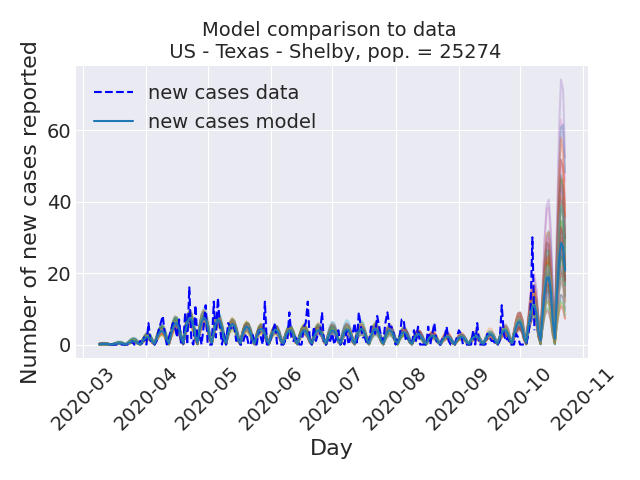 Model comparison to data
US - Texas - Shelby, pop. = 25274
new cases data
new cases model
Number of new cases reported
60
40
20
0
2020-03
2020-04
2020-05
2020-06
2020-07
2020-08
2020-09
2020-10
2020-11
Day